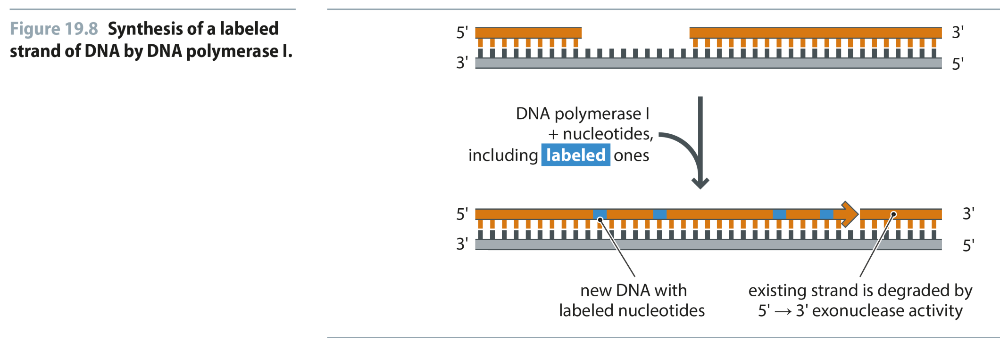 Figure 19.8 Synthesis of a labeled
strand of DNA by DNA polymerase I.
5' 3'
3' 5'
DNA polymerase I
+ nucleotides,
including labeled ones
5' 3'
3' 5'
new DNA with
labeled nucleotides
existing strand is degraded by
5' → 3' exonuclease activity